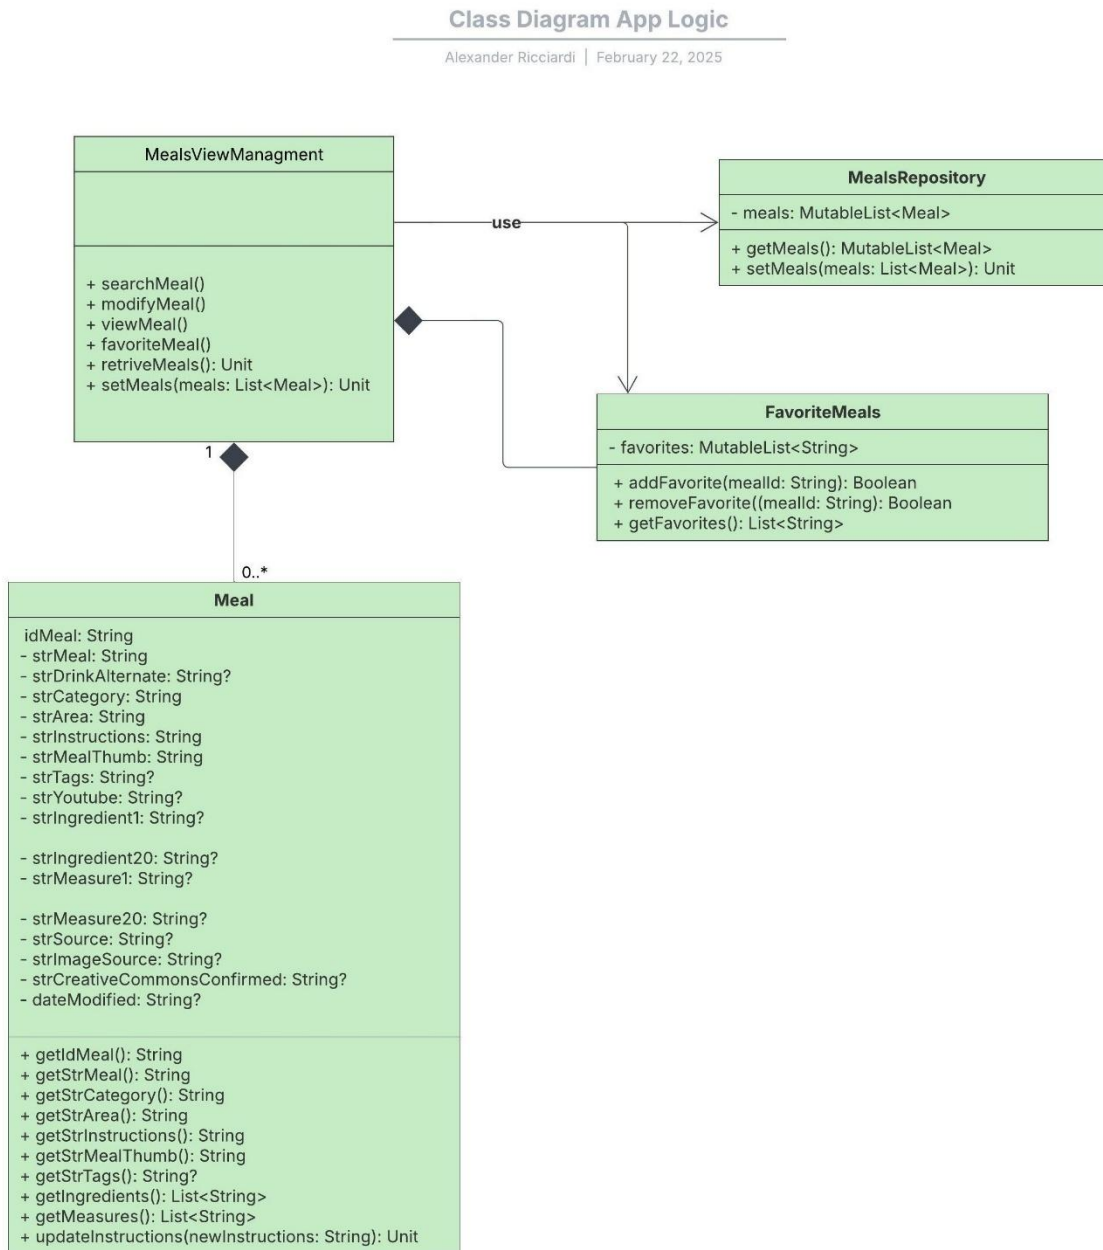 Class Diagram App Logic
Alexander Ricciardi | February 22, 2025
MealsViewManagment
+ searchMeal()
+ modifyMeal()
+ viewMeal()
+ favoriteMeal()
+ retriveMeals(): Unit
+ setMeals(meals: List<Meal>): Unit
use
MealsRepository
- meals: MutableList<Meal>
+ getMeals(): MutableList<Meal>
+ setMeals(meals: List<Meal>): Unit
FavoriteMeals
- favorites: MutableList<String>
+ addFavorite(mealId: String): Boolean
+ removeFavorite((mealId: String): Boolean
+ getFavorites(): List<String>
1
0..*
Meal
idMeal: String
- strMeal: String
- strDrinkAlternate: String?
- strCategory: String
- strArea: String
- strInstructions: String
- strMealThumb: String
- strTags: String?
- strYoutube: String?
- strIngredient1: String?
- strIngredient20: String?
- strMeasure1: String?
- strMeasure20: String?
- strSource: String?
- strImageSource: String?
- strCreativeCommonsConfirmed: String?
- dateModified: String?
+ getIdMeal(): String
+ getStrMeal(): String
+ getStrCategory(): String
+ getStrArea(): String
+ getStrInstructions(): String
+ getStrMealThumb(): String
+ getStrTags(): String?
+ getIngredients(): List<String>
+ getMeasures(): List<String>
+ updateInstructions(newInstructions: String): Unit